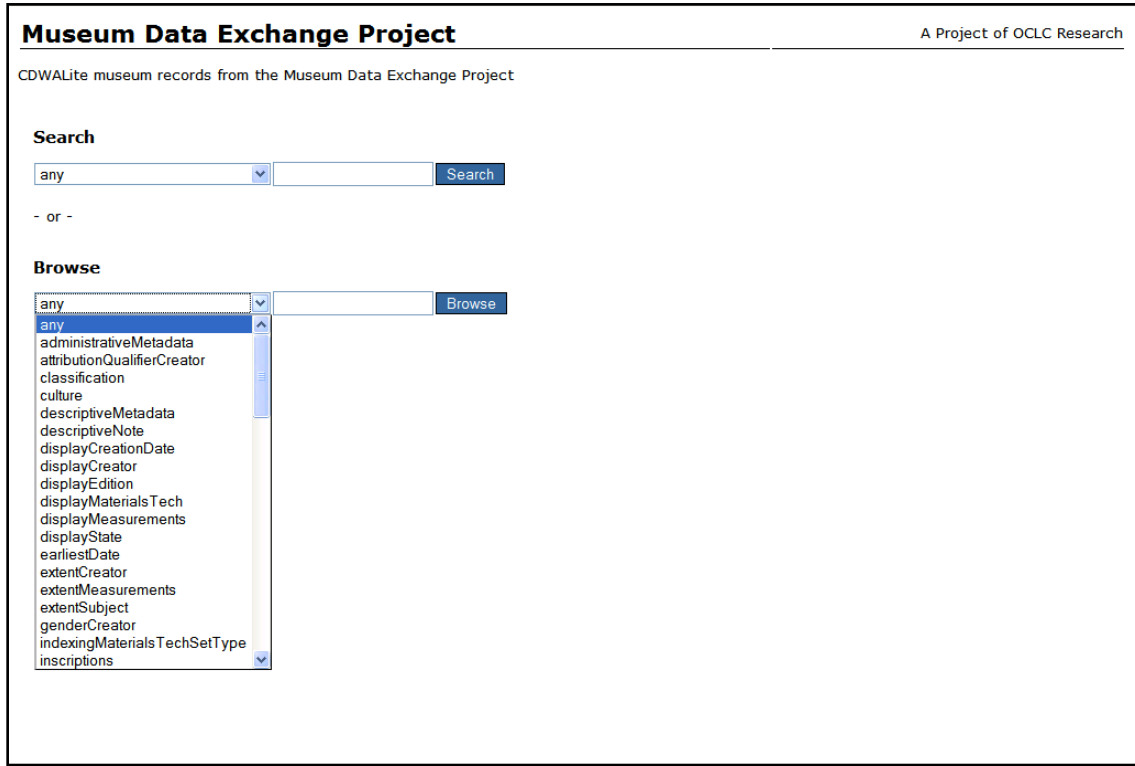 Museum Data Exchange Project
A Project of OCLC Research
CDWALite museum records from the Museum Data Exchange Project
Search
any
Search
- or -
Browse
any
Browse
any
administrativeMetadata
attributionQualifierCreator
classification
culture
descriptiveMetadata
descriptiveNote
displayCreationDate
displayCreator
displayEdition
displayMaterialsTech
displayMeasurements
displayState
earliestDate
extentCreator
extentMeasurements
extentSubject
genderCreator
indexingMaterialsTechSetType
inscriptions